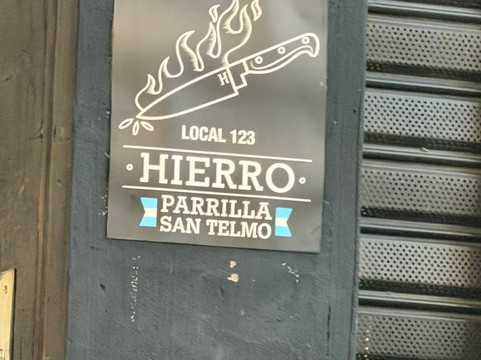 H
LOCAL 123
HIERRO
PARRILLA
SAN TELMO